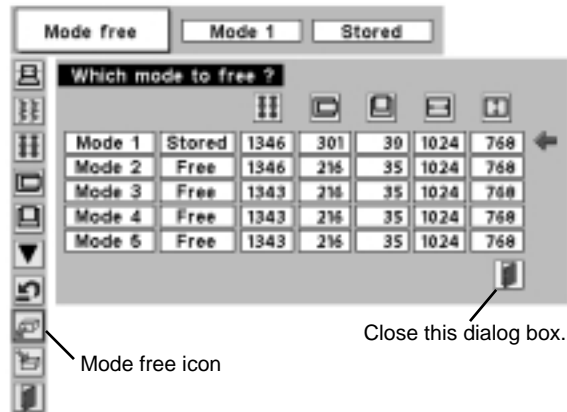 Mode free Mode 1 Stored
Which mode to free ?
Mode 1 Stored 1346 301 39 1024 768
Mode 2 Free 1346 216 35 1024 768
Mode 3 Free 1343 216 35 1024 768
Mode 4 Free 1343 216 35 1024 768
Mode 5 Free 1343 216 35 1024 768
Close this dialog box.
Mode free icon